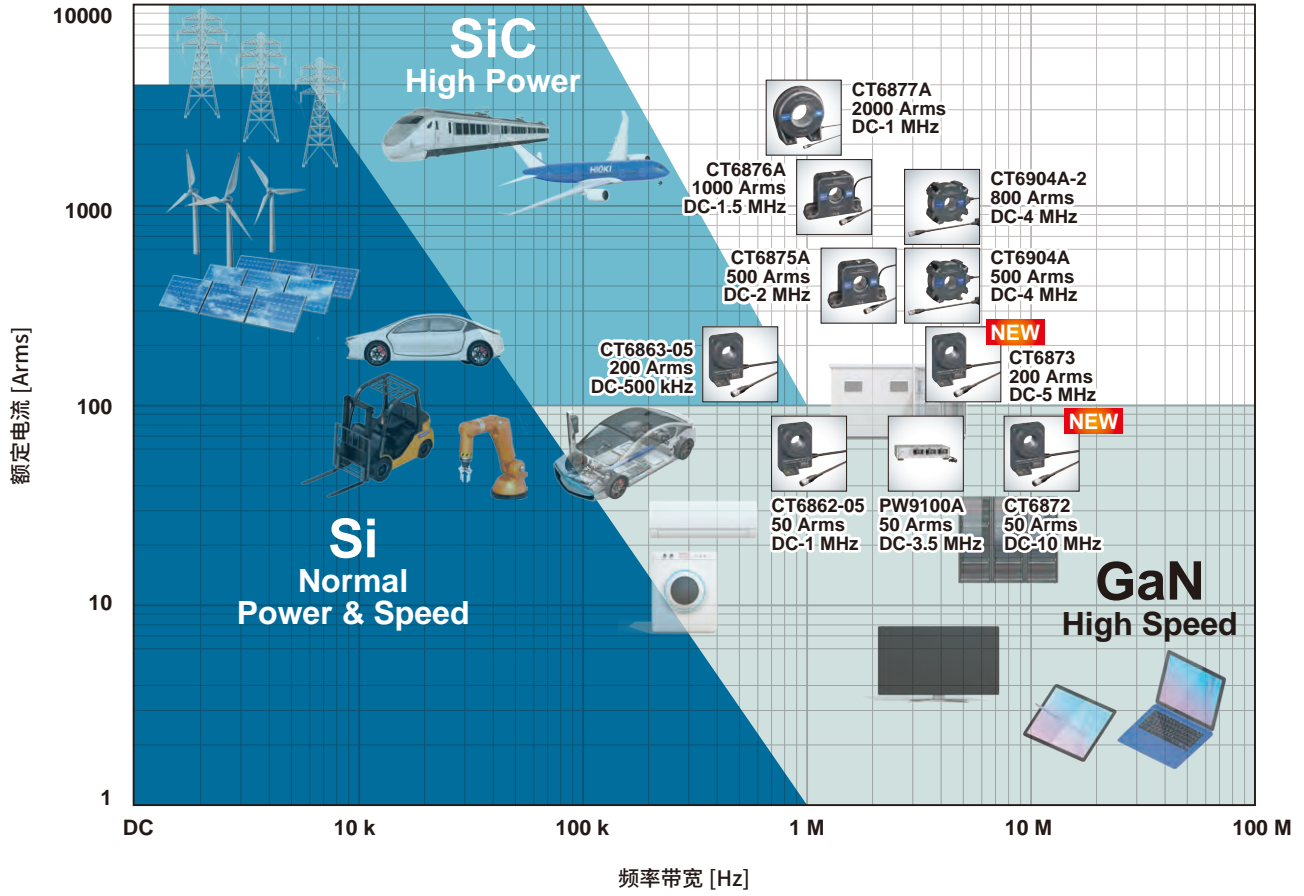 10000
1000
100
10
1
额定电流 [Arms]
SiC
High Power
HIOKI
CT6877A
2000 Arms
DC-1 MHz
CT6876A
1000 Arms
DC-1.5 MHz
CT6904A-2
800 Arms
DC-4 MHz
CT6875A
500 Arms
DC-2 MHz
CT6904A
500 Arms
DC-4 MHz
CT6863-05
200 Arms
DC-500 kHz
NEW
CT6873
200 Arms
DC-5 MHz
NEW
CT6862-05
50 Arms
DC-1 MHz
PW9100A
50 Arms
DC-3.5 MHz
CT6872
50 Arms
DC-10 MHz
Si
Normal
Power & Speed
GaN
High Speed
DC
10 k
100 k
1 M
10 M
100 M
频率带宽 [Hz]